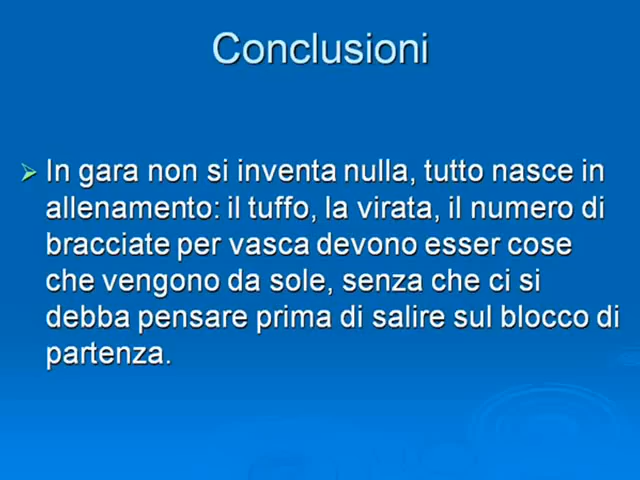 Conclusioni
In gara non si inventa nulla, tutto nasce in
allenamento: il tuffo, la virata, il numero di
bracciate per vasca devono esser cose
che vengono da sole, senza che ci si
debba pensare prima di salire sul blocco di
partenza.